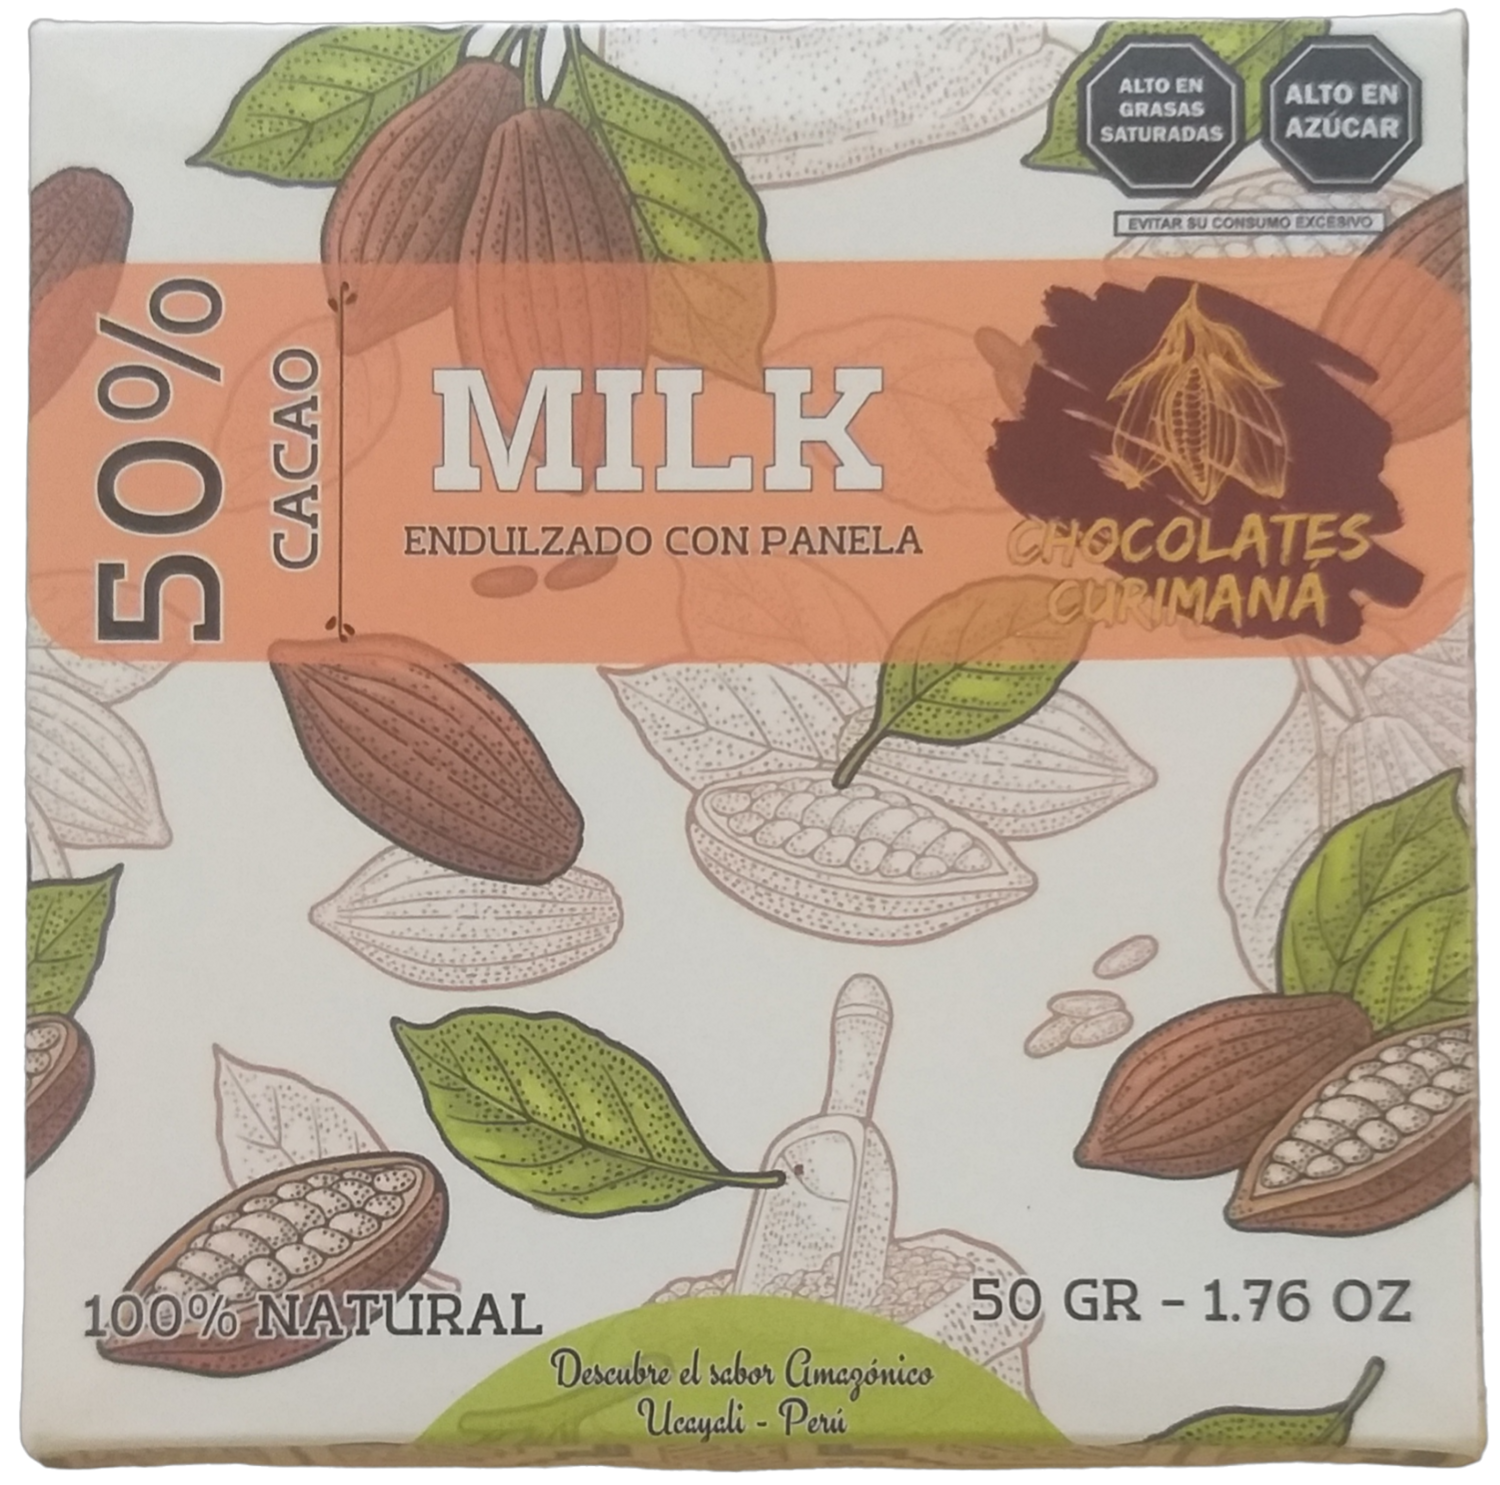 ALTO EN
GRASAS
SATURADAS
ALTO EN
AZÚCAR
EVITAR SU CONSUMO EXCESIVO
50%
CACAO
MILK
ENDULZADO CON PANELA
CHOCOLATES
CURIMANÁ
100% NATURAL
50 GR - 1.76 OZ
Descubre el sabor Amazónico
Ucayali - Perú